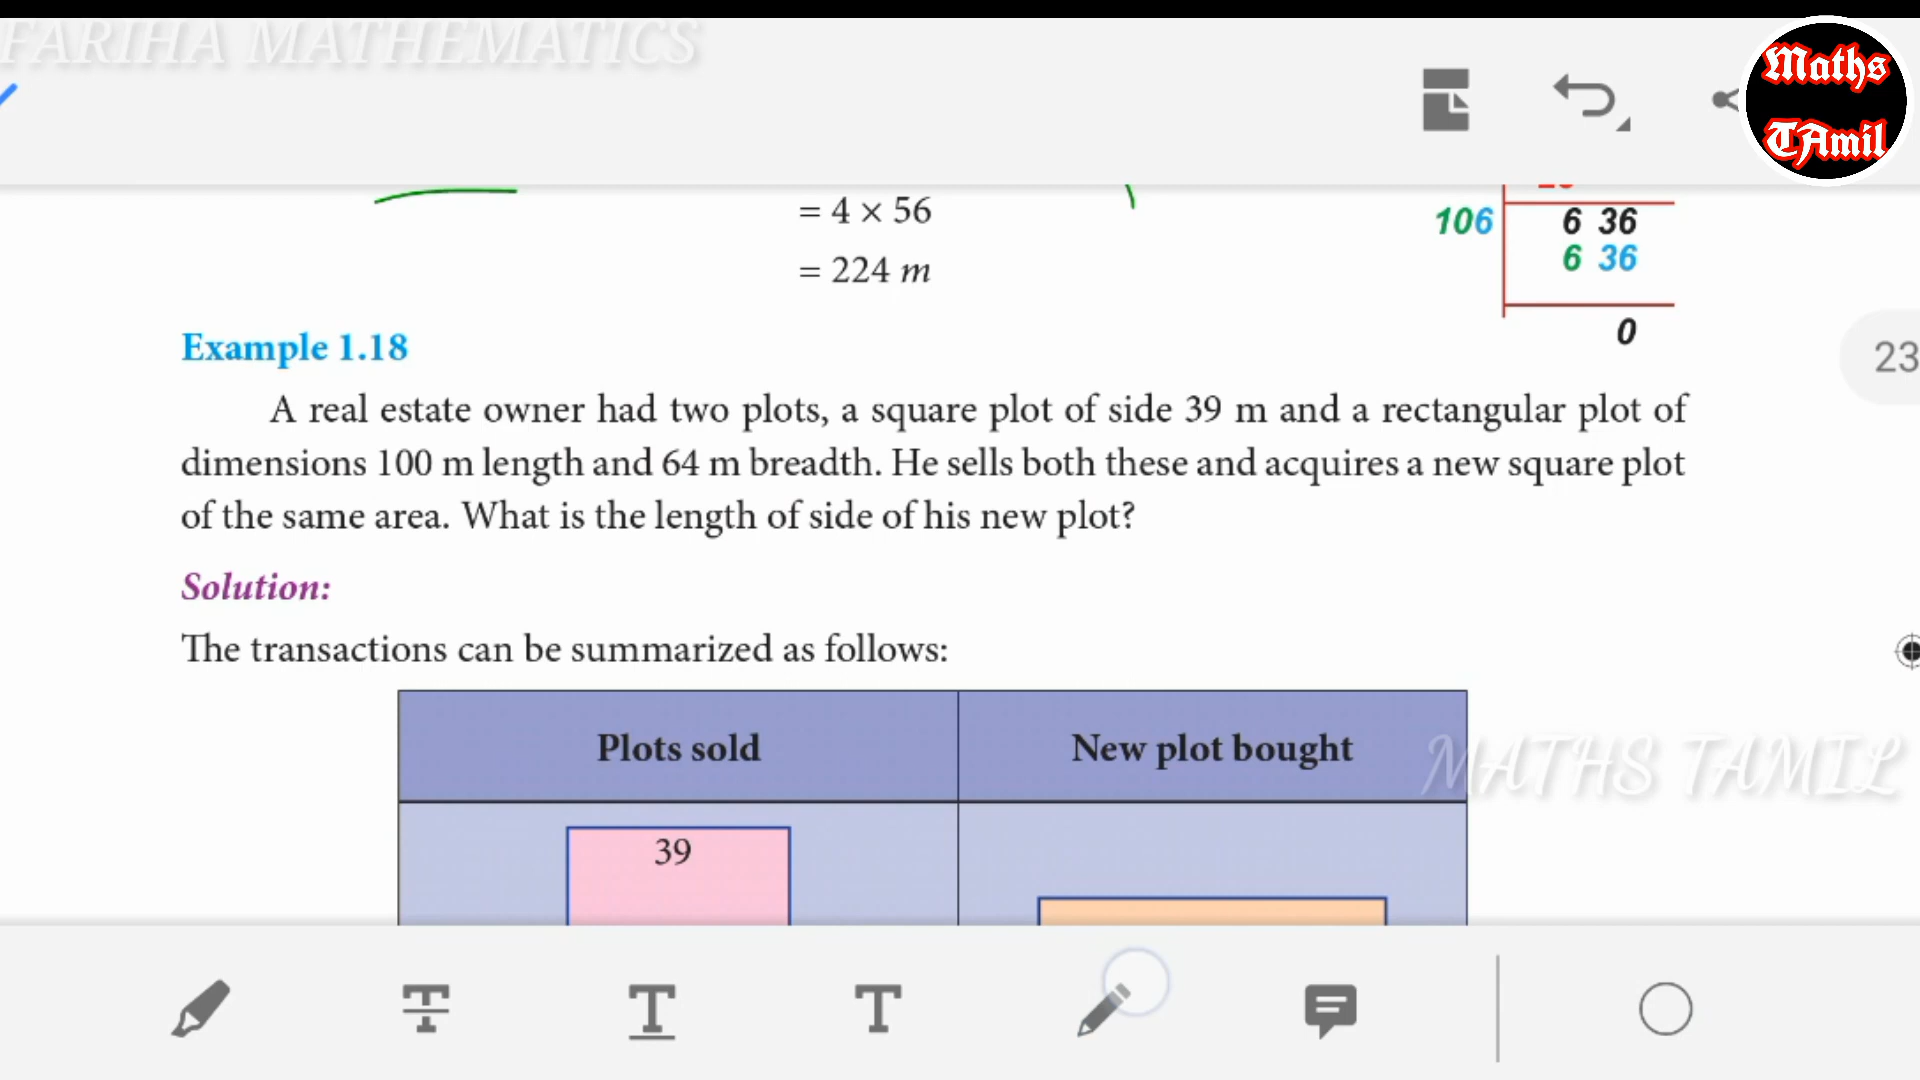 FARIHA MATHEMATICS
Maths
TAmil
= 4 × 56
= 224 m
106
6 36
6 36
0
Example 1.18
23
A real estate owner had two plots, a square plot of side 39 m and a rectangular plot of
dimensions 100 m length and 64 m breadth. He sells both these and acquires a new square plot
of the same area. What is the length of side of his new plot?
Solution:
The transactions can be summarized as follows:
Plots sold
New plot bought
MATHS TAMIL
39
T
T
T